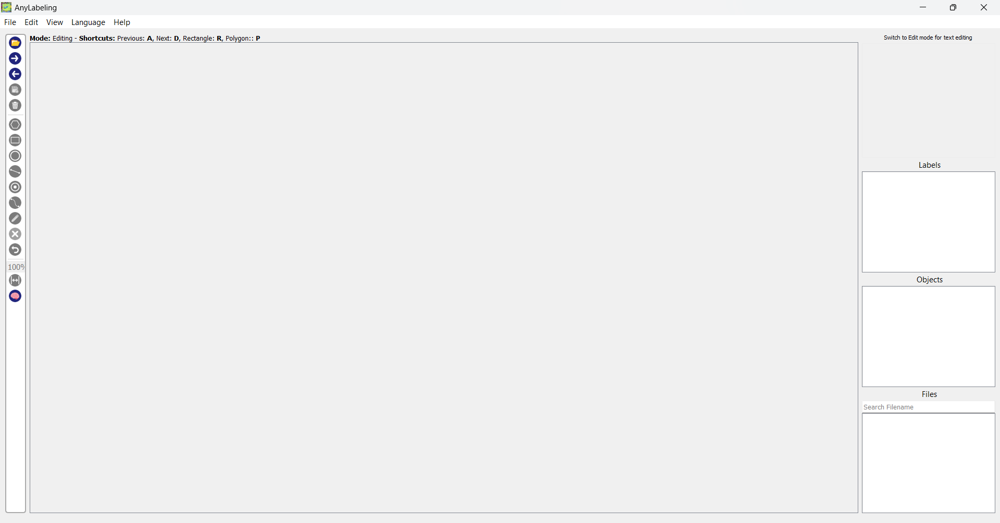 AnyLabeling
File Edit View Language Help
Mode: Editing - Shortcuts: Previous: A, Next: D, Rectangle: R, Polygon:: P
Switch to Edit mode for text editing
100%
Labels
Objects
Files
Search Filename